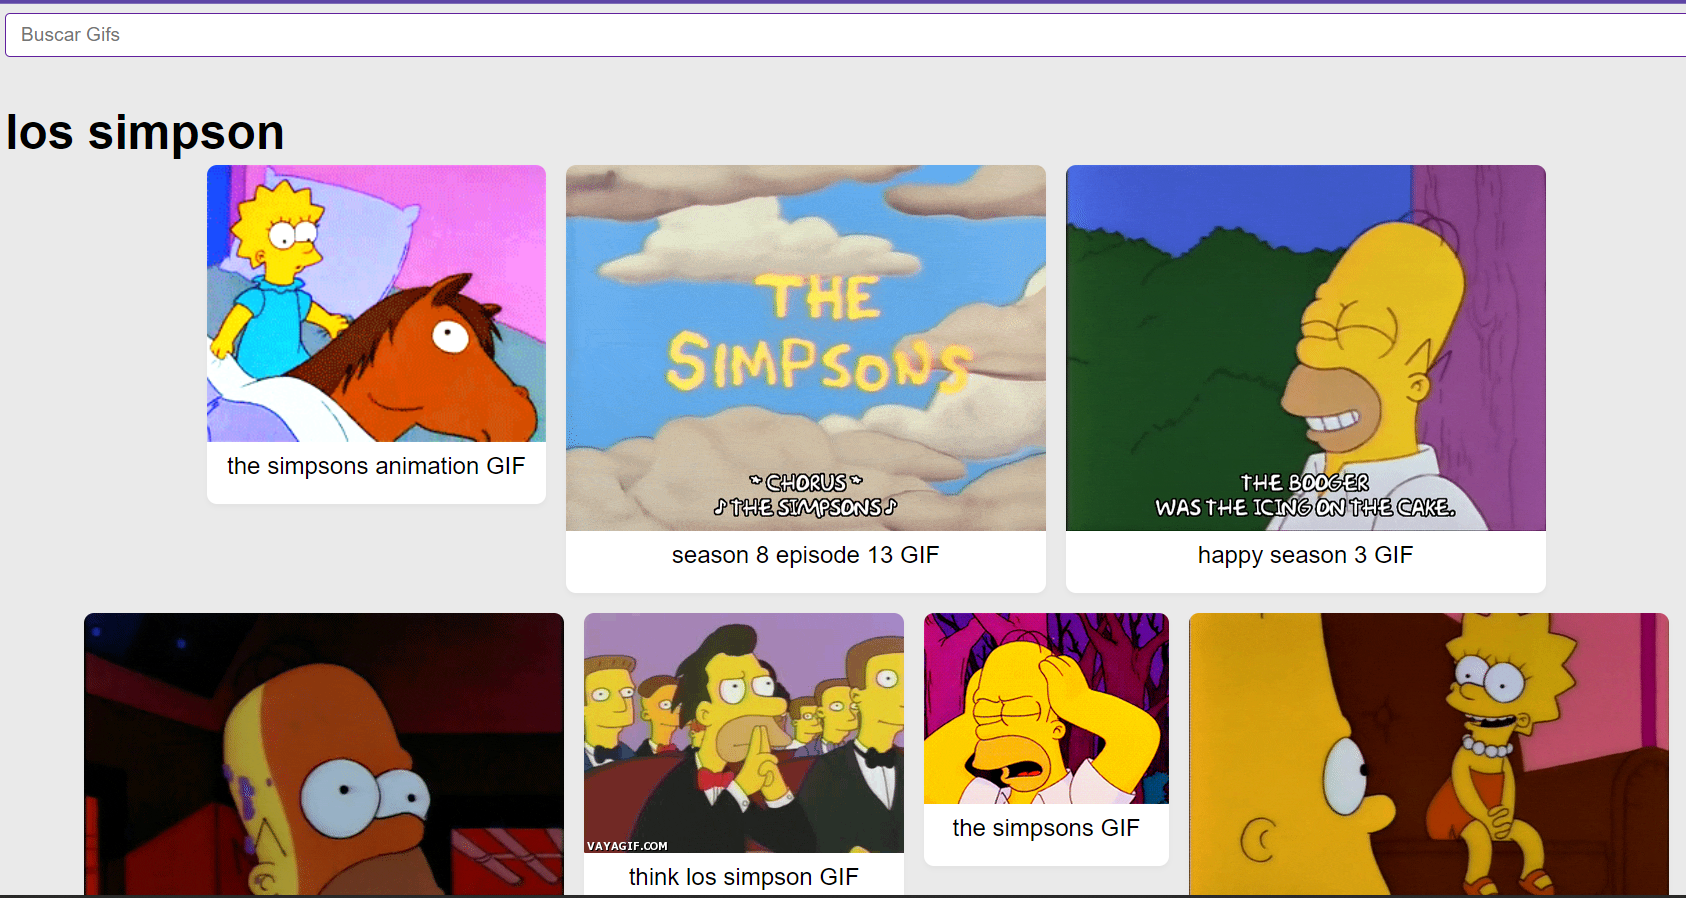 Buscar Gifs
los simpson
THE
SIMPSONS
* CHORUS *
♪ THE SIMPSONS ♪
THE BOOGER
WAS THE ICING ON THE CAKE.
the simpsons animation GIF
season 8 episode 13 GIF
happy season 3 GIF
VAYAGIF.COM
the simpsons GIF
think los simpson GIF